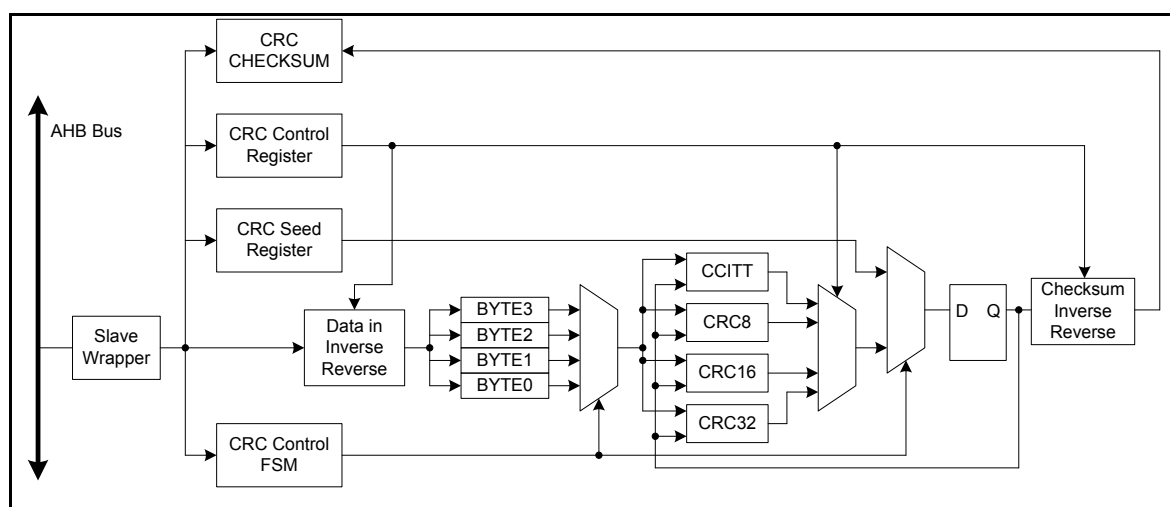 CRC
CHECKSUM
AHB Bus
CRC Control
Register
CRC Seed
Register
Slave
Wrapper
Data in
Inverse
Reverse
BYTE3
BYTE2
BYTE1
BYTE0
CCITT
CRC8
CRC16
CRC32
D Q
Checksum
Inverse
Reverse
CRC Control
FSM